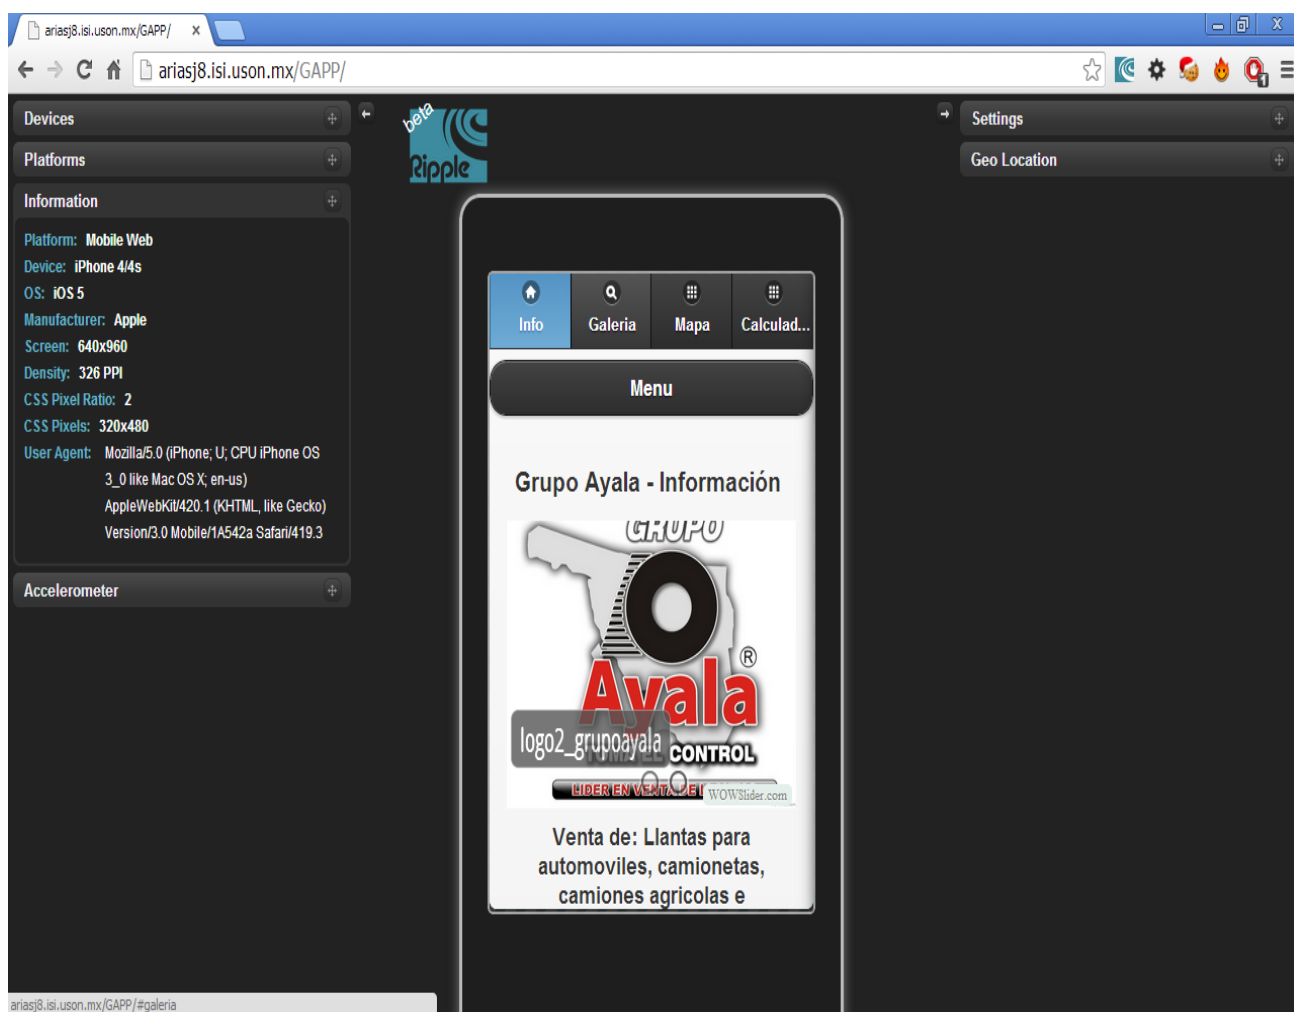 ariasj8.isi.uson.mx/GAPP/
ariasj8.isi.uson.mx/GAPP/
1
Devices
Platforms
Information
Platform: Mobile Web
Device: iPhone 4/4s
OS: iOS 5
Manufacturer: Apple
Screen: 640x960
Density: 326 PPI
CSS Pixel Ratio: 2
CSS Pixels: 320x480
User Agent: Mozilla/5.0 (iPhone; U; CPU iPhone OS
3_0 like Mac OS X; en-us)
AppleWebKit/420.1 (KHTML, like Gecko)
Version/3.0 Mobile/1A542a Safari/419.3
Accelerometer
beta
Ripple
Settings
Geo Location
Info Galeria Mapa Calculad...
Menu
Grupo Ayala - Información
GRUPO
Ayala ®
logo2_grupoayala
CONTROL
LIDER EN VENTA DE
WOWSlider.com
Venta de: Llantas para
automoviles, camionetas,
camiones agricolas e
ariasj8.isi.uson.mx/GAPP/#galeria